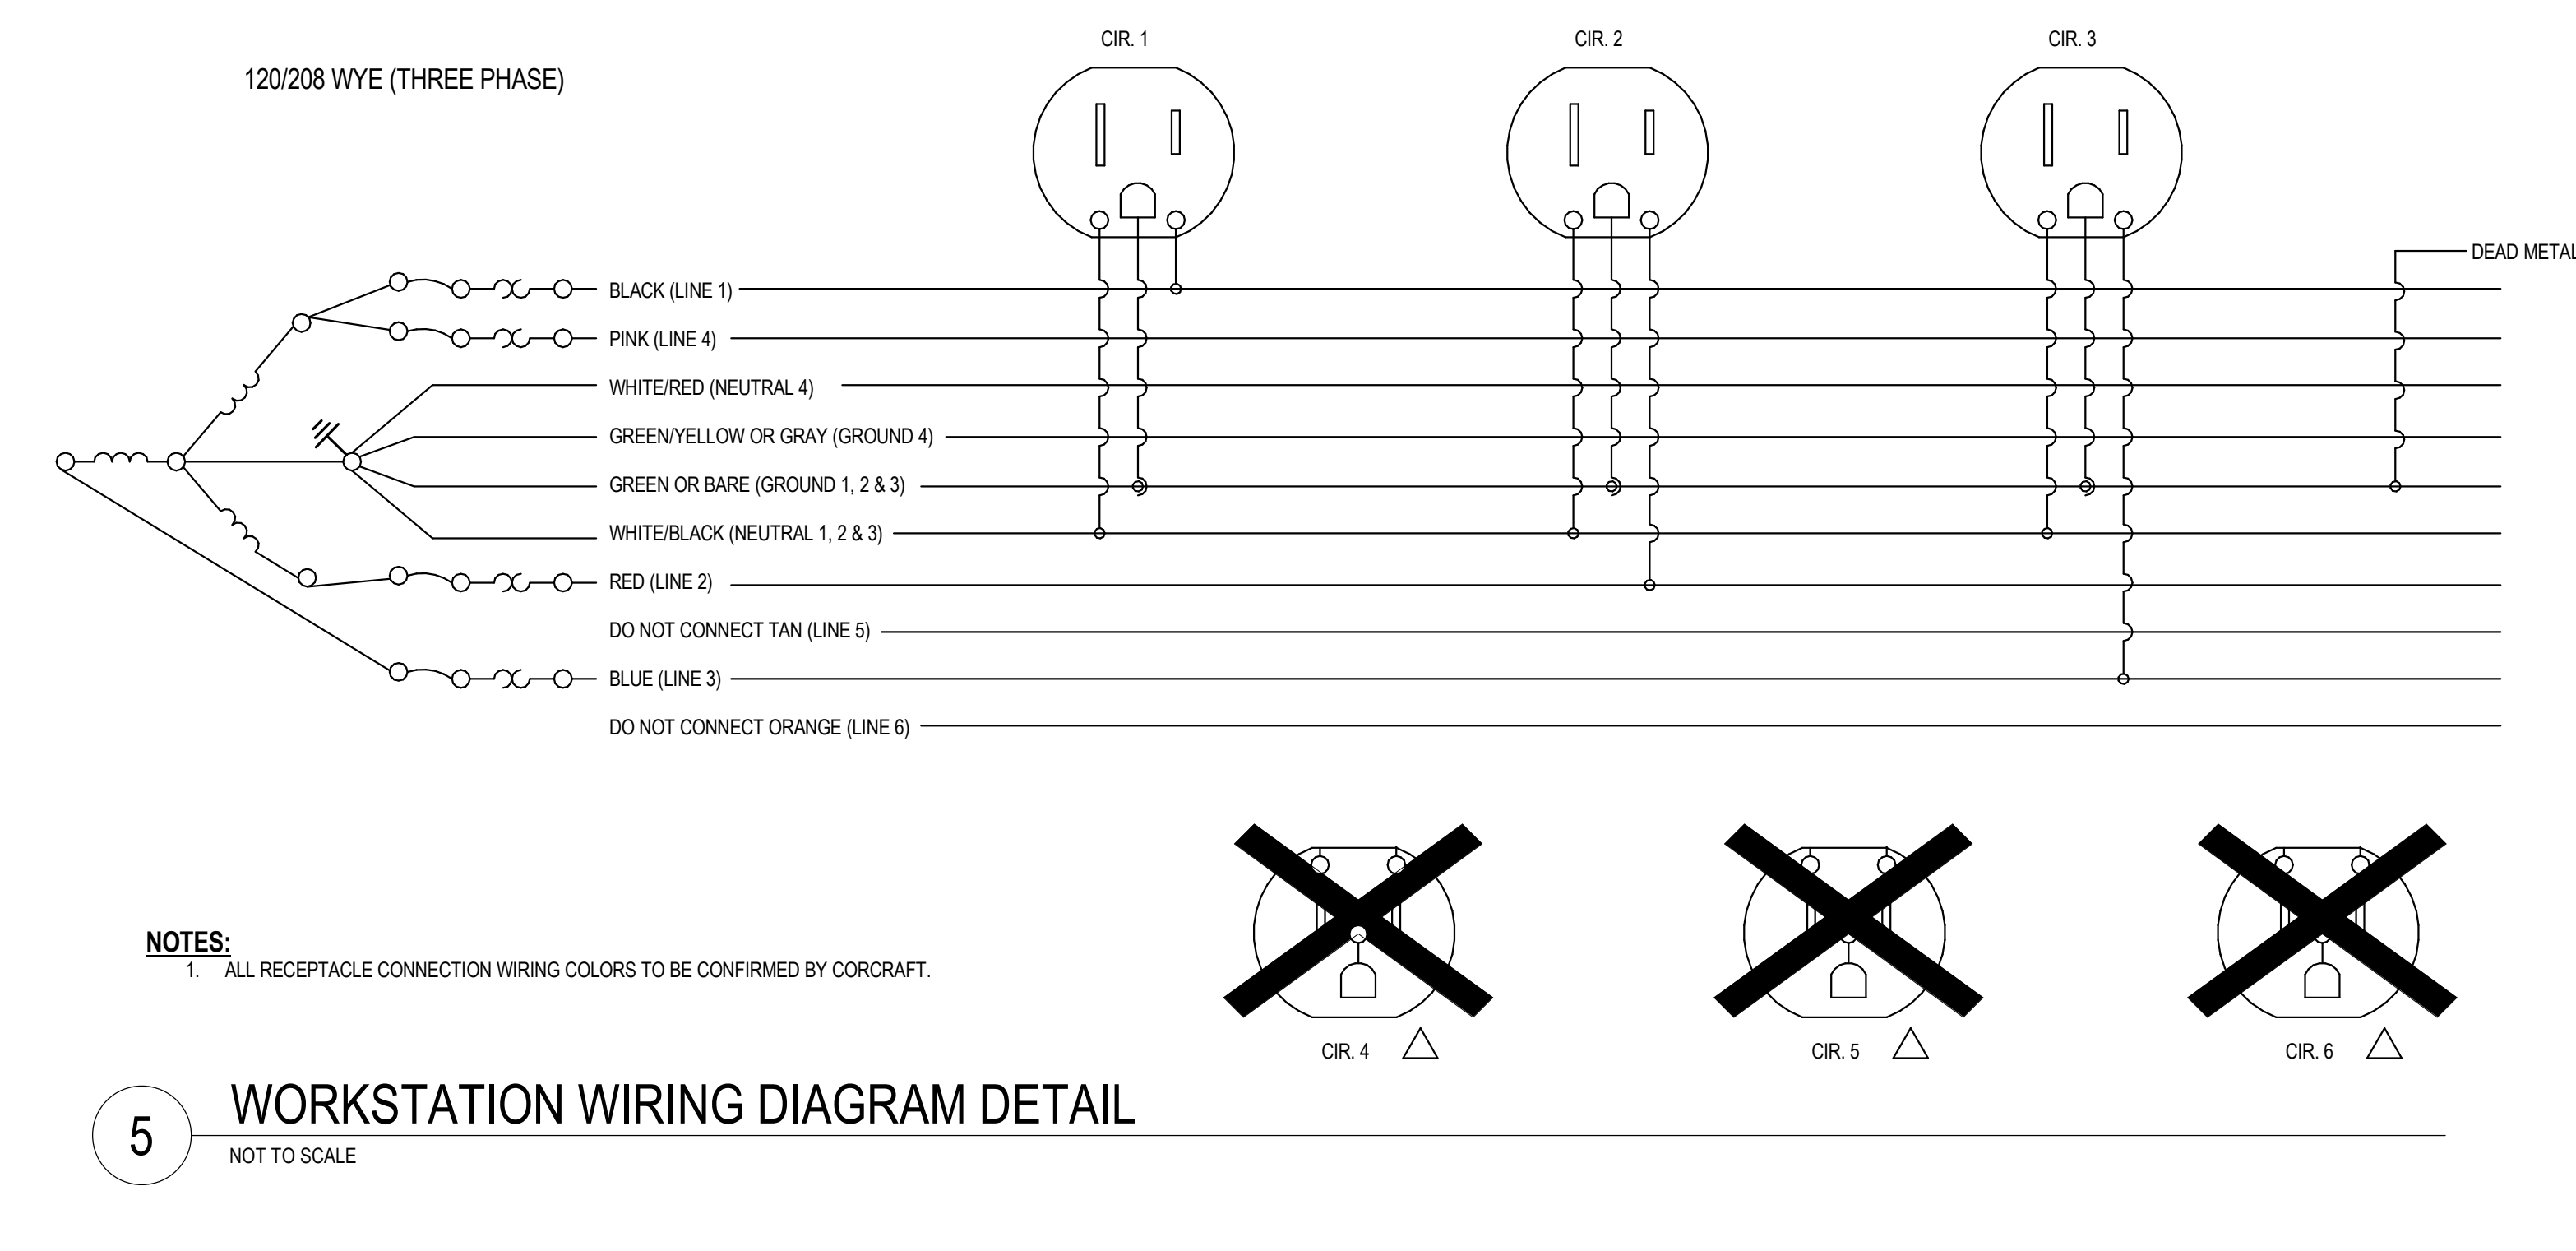 CIR. 1
CIR. 2
CIR. 3
120/208 WYE (THREE PHASE)
DEAD METAL
BLACK (LINE 1)
PINK (LINE 4)
WHITE/RED (NEUTRAL 4)
GREEN/YELLOW OR GRAY (GROUND 4)
GREEN OR BARE (GROUND 1, 2 & 3)
WHITE/BLACK (NEUTRAL 1, 2 & 3)
RED (LINE 2)
DO NOT CONNECT TAN (LINE 5)
BLUE (LINE 3)
DO NOT CONNECT ORANGE (LINE 6)
NOTES:
1. ALL RECEPTACLE CONNECTION WIRING COLORS TO BE CONFIRMED BY CORCRAFT.
CIR. 4
CIR. 5
CIR. 6
5
WORKSTATION WIRING DIAGRAM DETAIL
NOT TO SCALE